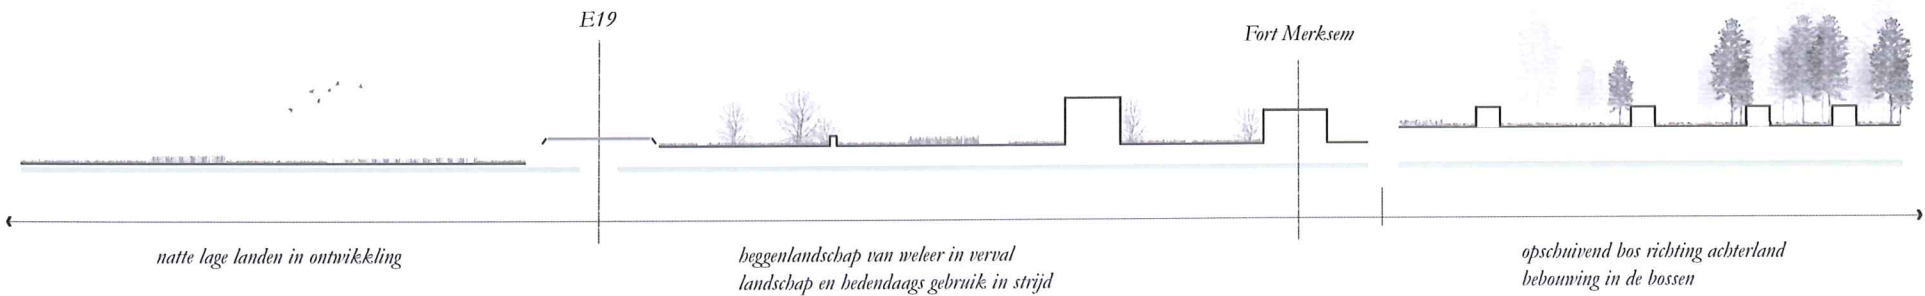 E19
Fort Merksem
natte lage landen in ontwikkling
heggenlandschap van weleer in verval
landschap en hedendaags gebruik in strijd
opschuivend bos richting achterland
bebouwing in de bossen